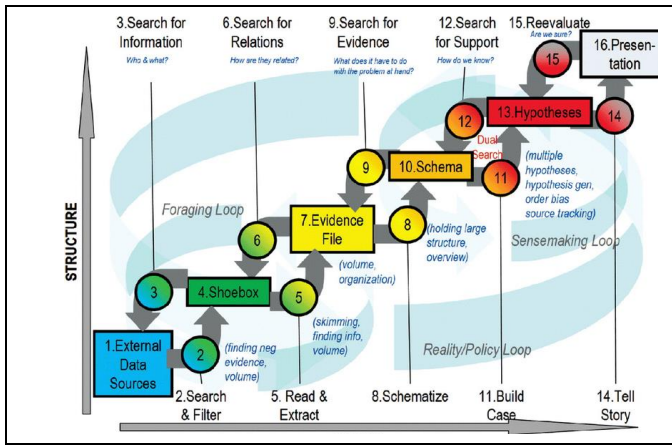 3.Search for
Information
Who & what?
6.Search for
Relations
How are they related?
9.Search for
Evidence
What does it have to do
with the problem at hand?
12.Search
for Support
How do we know?
15.Reevaluate
Are we sure?
16.Presen-
tation
15
13.Hypotheses
14
12
Dual
Search
9
10.Schema
11
(multiple
hypotheses,
hypothesis gen,
order bias
source tracking)
Foraging Loop
7.Evidence
File
8
6
(holding large
structure,
overview)
Sensemaking Loop
STRUCTURE
(volume,
organization)
3
4.Shoebox
5
(skimming,
finding info,
volume)
1.External
Data
Sources
2
(finding neg
evidence,
volume)
Reality/Policy Loop
2.Search
& Filter
5. Read &
Extract
8.Schematize
11.Build
Case
14.Tell
Story